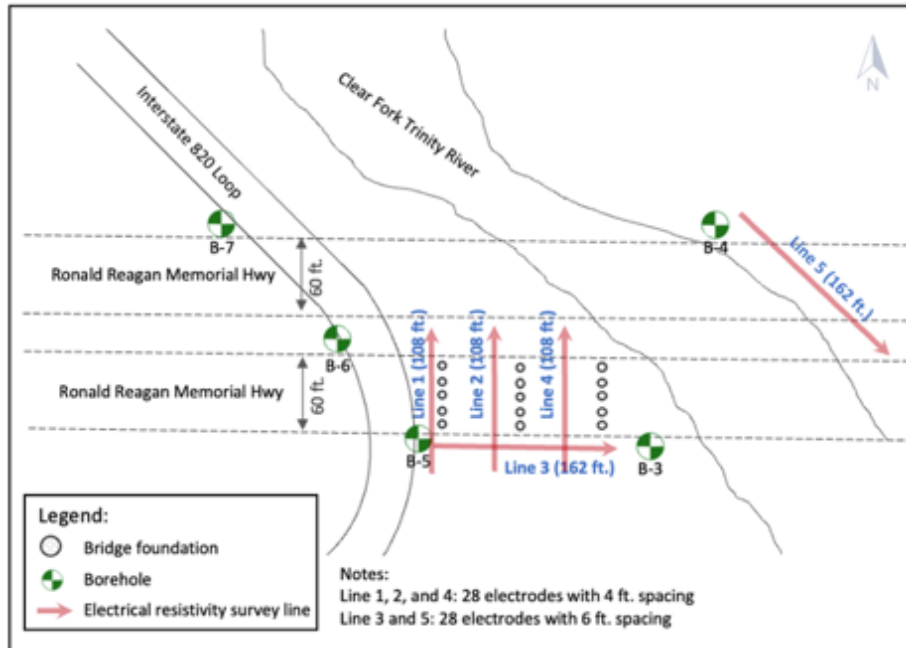 N
Interstate 820 Loop
Clear Fork Trinity River
B-7
B-4
Ronald Reagan Memorial Hwy
60 ft.
Line 5 (162 ft.)
B-6
Line 1 (108 ft.)
Line 2 (108 ft.)
Line 4 (108 ft.)
Ronald Reagan Memorial Hwy
60 ft.
B-5
B-3
Line 3 (162 ft.)
Legend:
Bridge foundation
Borehole
Electrical resistivity survey line
Notes:
Line 1, 2, and 4: 28 electrodes with 4 ft. spacing
Line 3 and 5: 28 electrodes with 6 ft. spacing